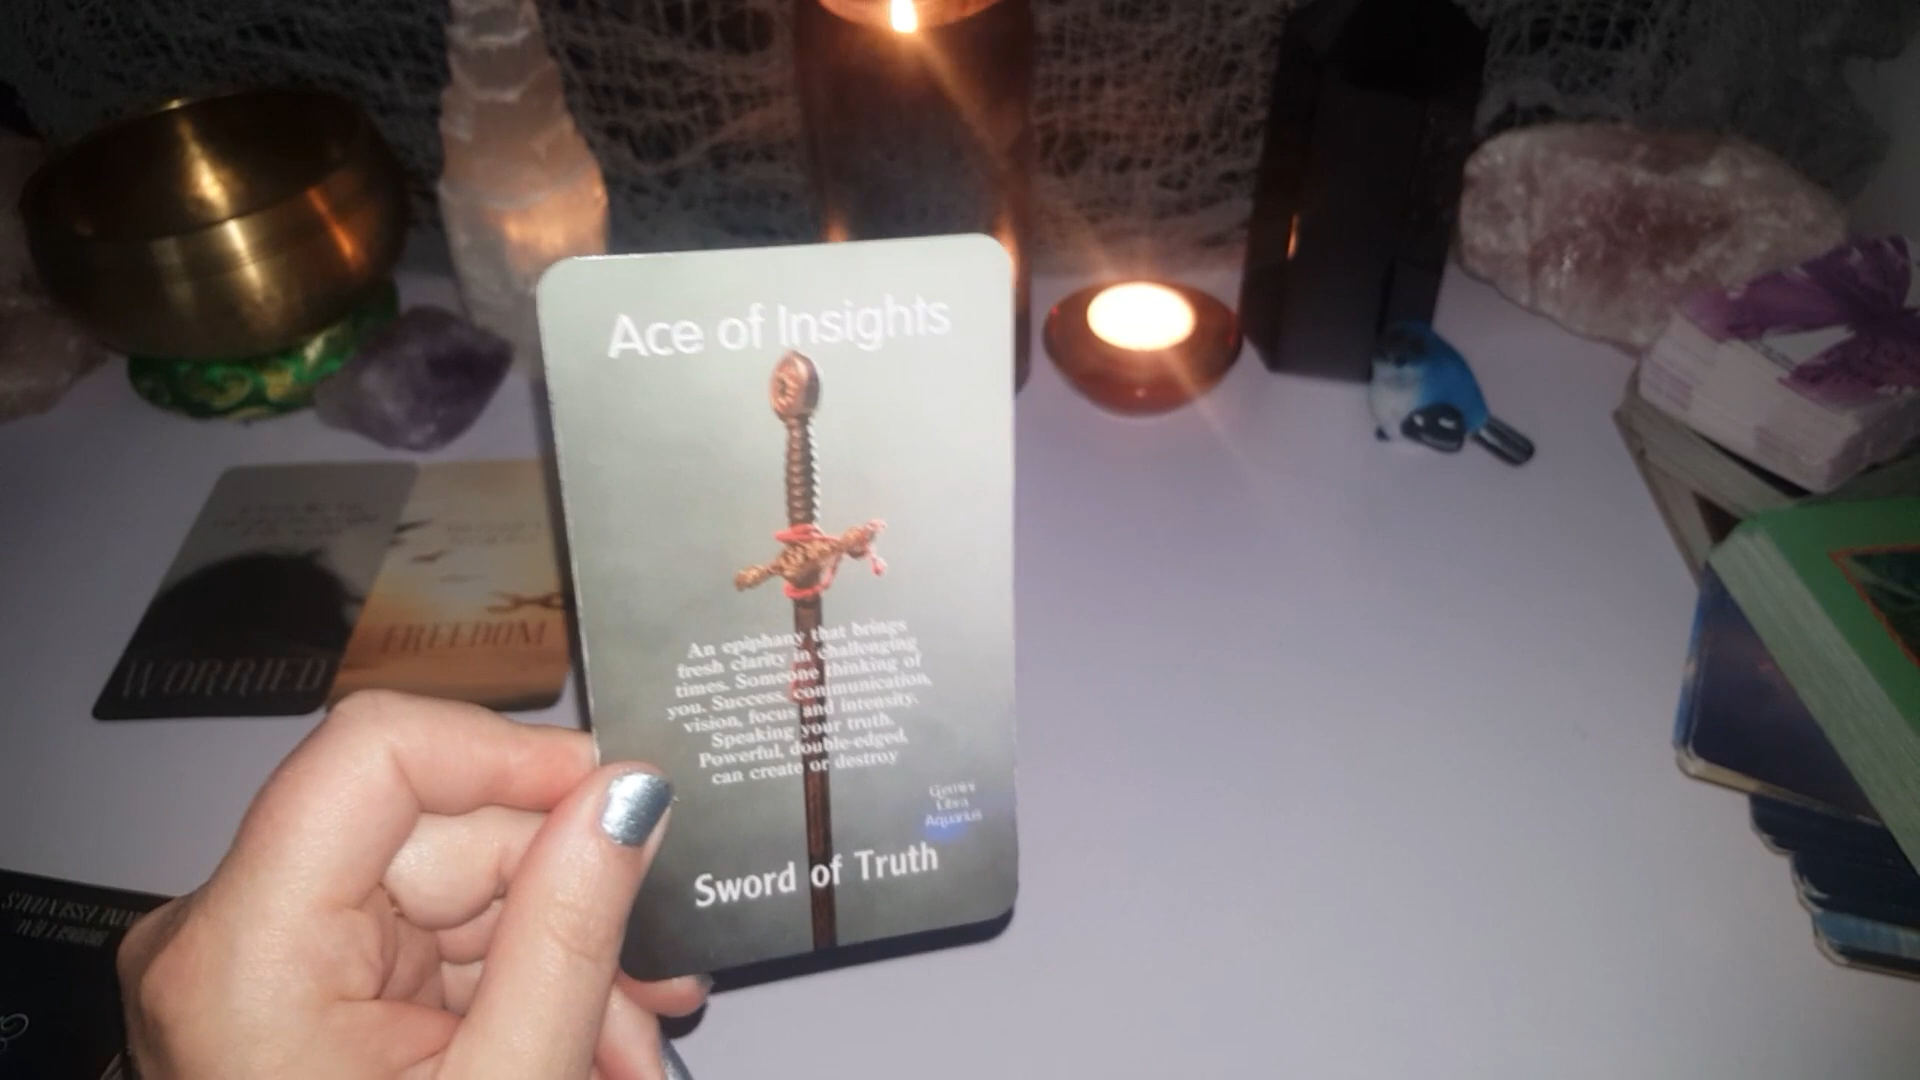 Ace of Insights
An epiphany that brings
fresh clarity in challenging
times. Someone thinking of
you. Success, communication,
vision, focus and intensity.
Speaking your truth.
Powerful, double-edged,
can create or destroy
Gemini
Libra
Aquarius
Sword of Truth
WORRIED
FREEDOM